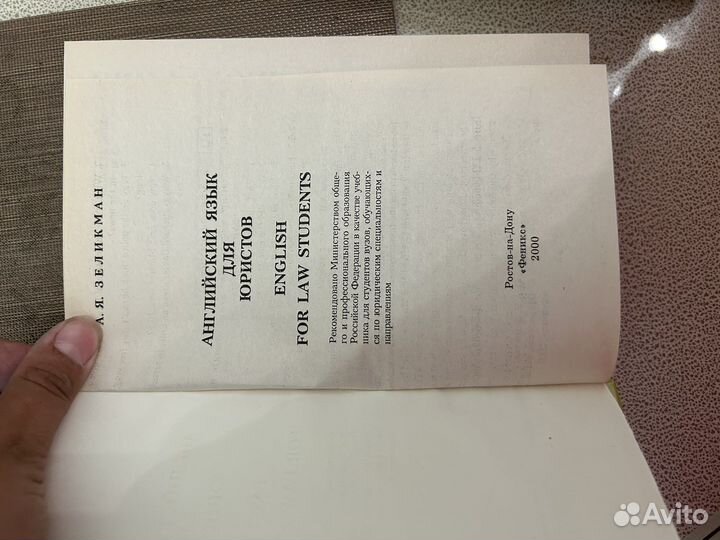 А.Я. ЗЕЛИКМАН
АНГЛИЙСКИЙ ЯЗЫК
ДЛЯ
ЮРИСТОВ
ENGLISH
FOR LAW STUDENTS
Рекомендовано Министерством обще-
го и профессионального образования
Российской Федерации в качестве учеб-
ника для студентов вузов, обучающих-
ся по юридическим специальностям и
направлениям
Ростов-на-Дону
«Феникс»
2000
Avito